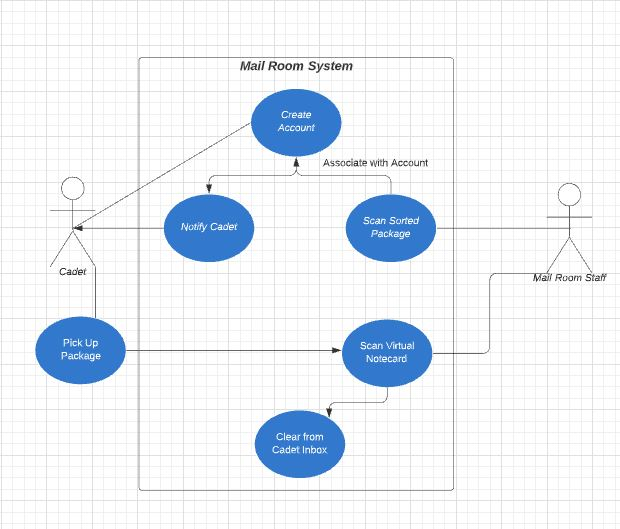 Mail Room System
Create
Account
Associate with Account
Notify Cadet
Scan Sorted
Package
Cadet
Mail Room Staff
Pick Up
Package
Scan Virtual
Notecard
Clear from
Cadet Inbox